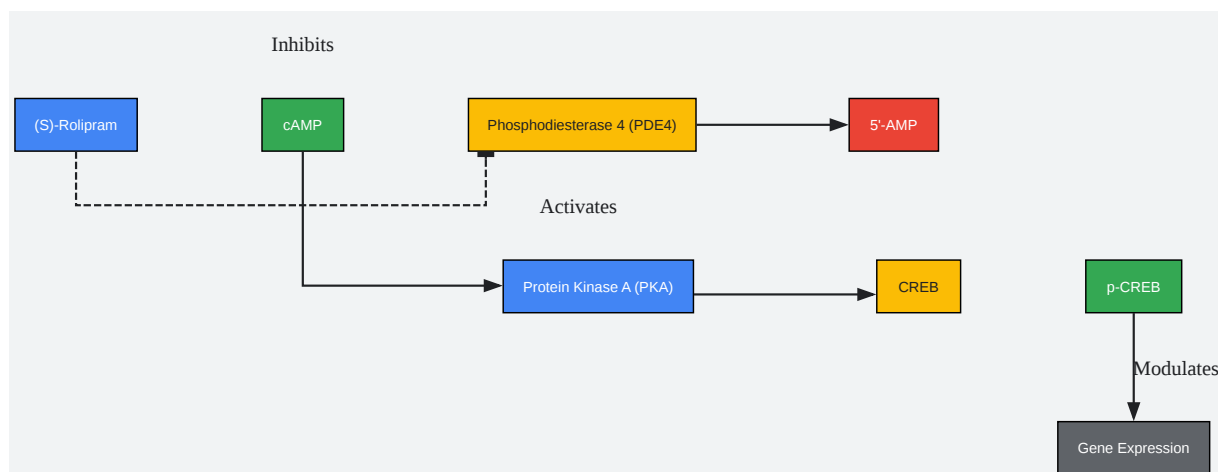 Inhibits
(S)-Rolipram
cAMP
Phosphodiesterase 4 (PDE4)
5'-AMP
Activates
Protein Kinase A (PKA)
CREB
p-CREB
Modulates
Gene Expression